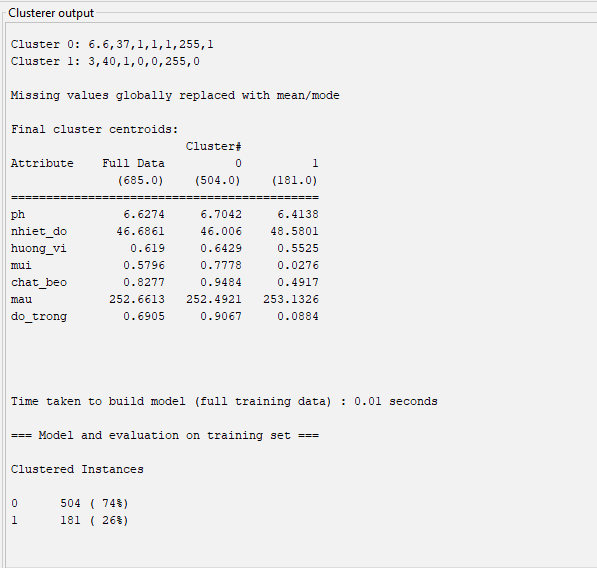 Clusterer output
Cluster 0: 6.6,37,1,1,1,255,1
Cluster 1: 3,40,1,0,0,255,0
Missing values globally replaced with mean/mode
Final cluster centroids:
Cluster#
Attribute Full Data 0 1
(685.0) (504.0) (181.0)
============================================
ph 6.6274 6.7042 6.4138
nhiet_do 46.6861 46.006 48.5801
huong_vi 0.619 0.6429 0.5525
mui 0.5796 0.7778 0.0276
chat_beo 0.8277 0.9484 0.4917
mau 252.6613 252.4921 253.1326
do_trong 0.6905 0.9067 0.0884
Time taken to build model (full training data) : 0.01 seconds
=== Model and evaluation on training set ===
Clustered Instances
0 504 ( 74%)
1 181 ( 26%)